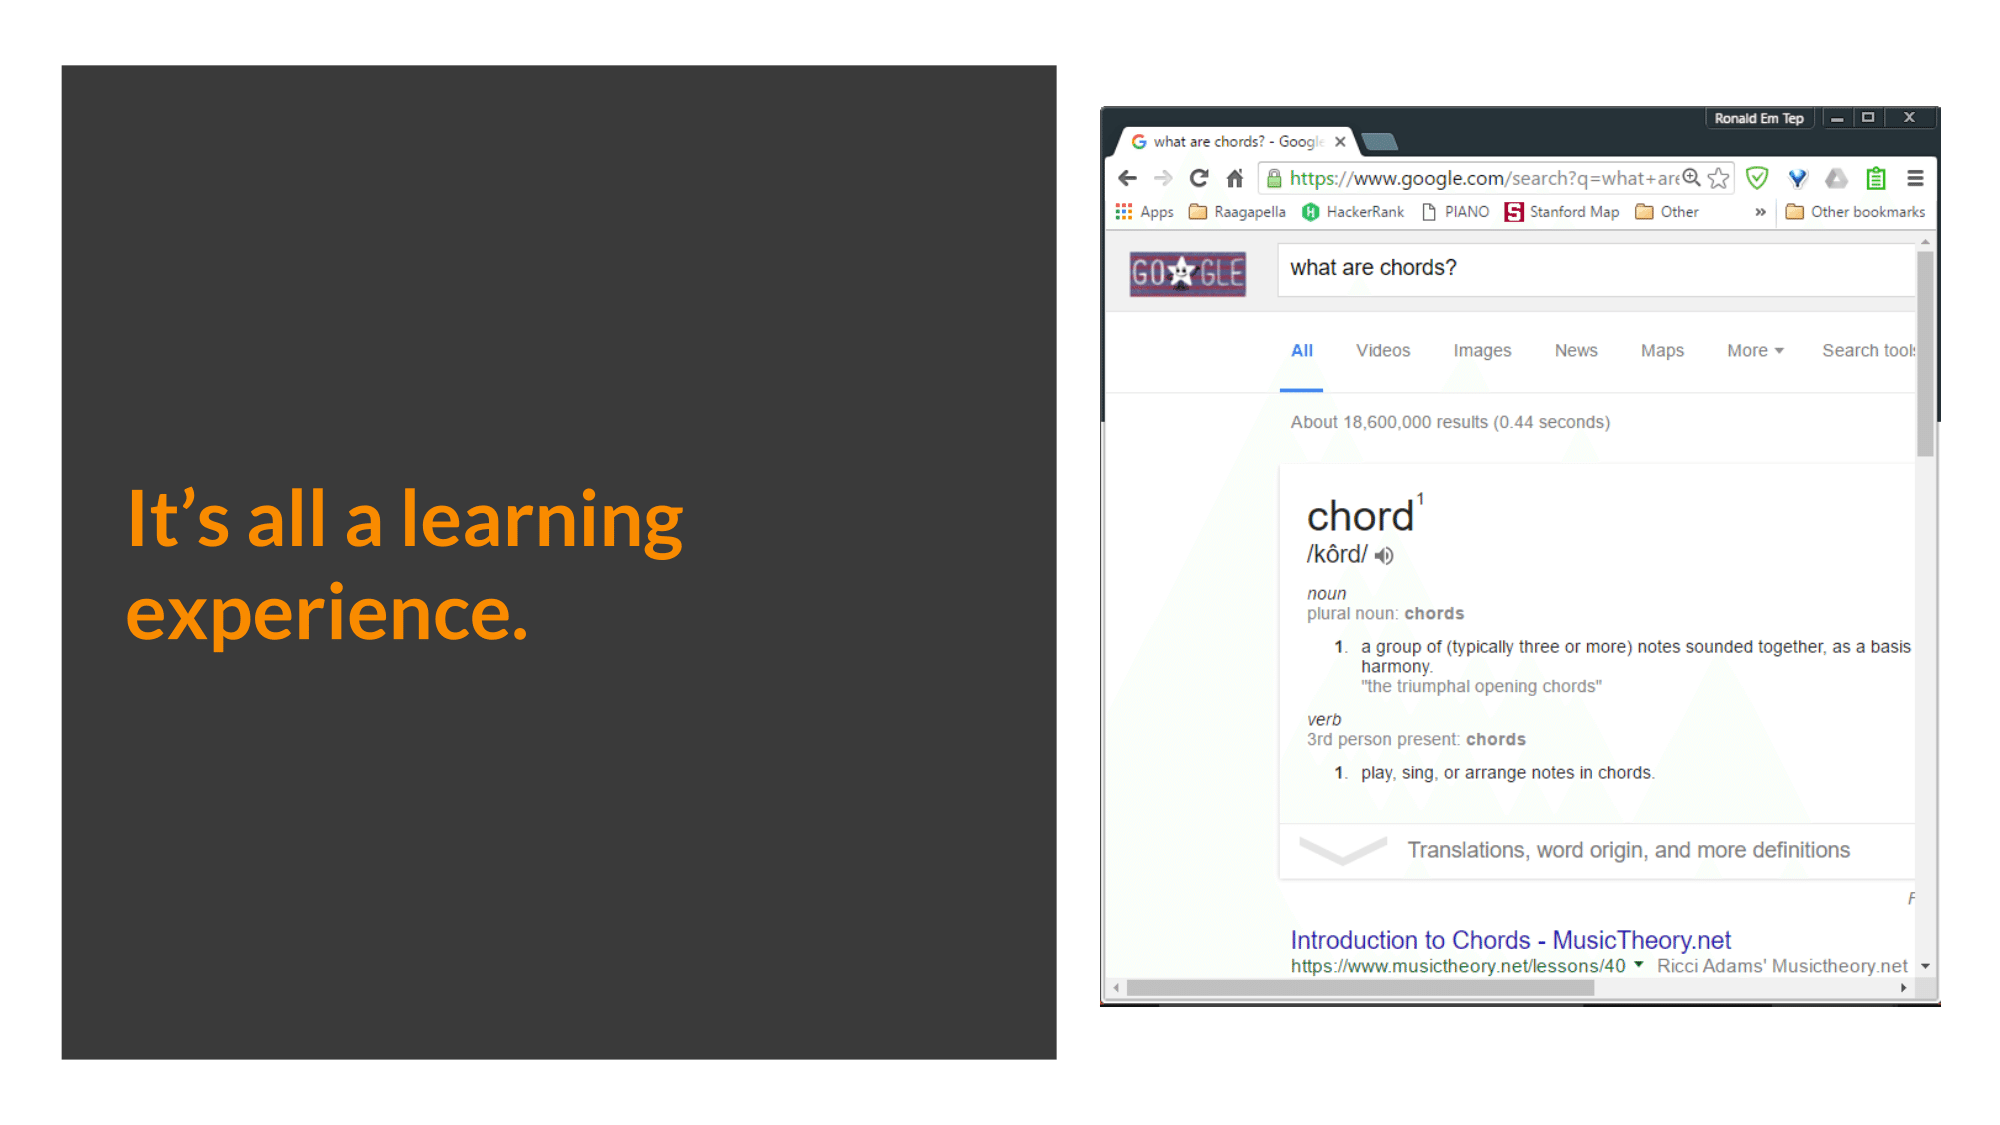 It’s all a learning
experience.
Ronald Em Tep
what are chords? - Google
https://www.google.com/search?q=what+are
Apps Raagapella HackerRank PIANO Stanford Map Other » Other bookmarks
GO GLE
what are chords?
All Videos Images News Maps More Search tools
About 18,600,000 results (0.44 seconds)
chord1
/kôrd/
noun
plural noun: chords
1. a group of (typically three or more) notes sounded together, as a basis
harmony.
"the triumphal opening chords"
verb
3rd person present: chords
1. play, sing, or arrange notes in chords.
Translations, word origin, and more definitions
F
Introduction to Chords - MusicTheory.net
https://www.musictheory.net/lessons/40 Ricci Adams' Musictheory.net